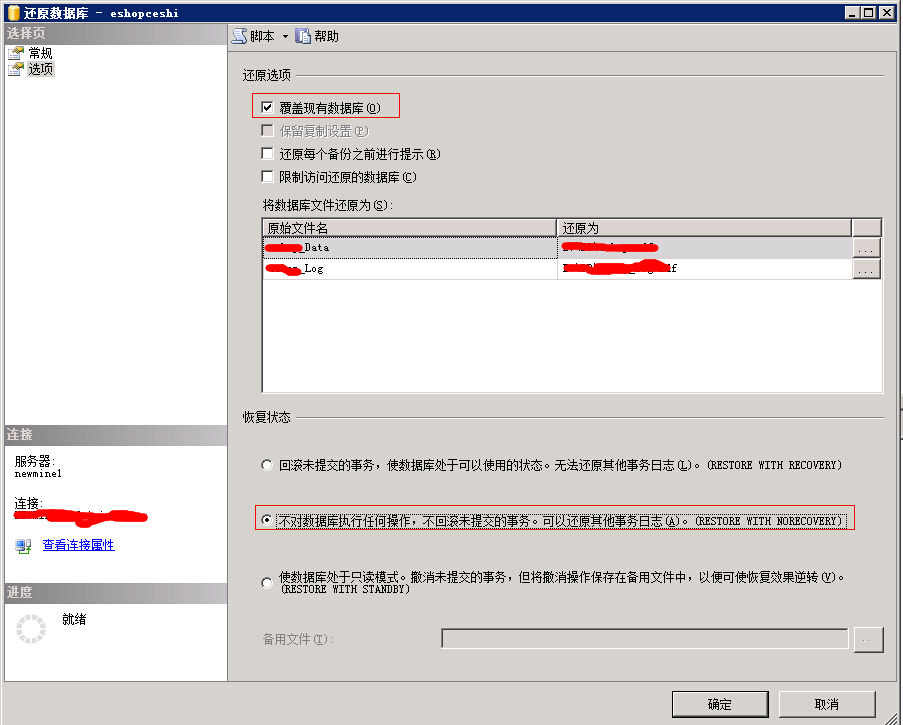 还原数据库 - eshopceshi
选择页
常规
选项
脚本 帮助
还原选项
覆盖现有数据库(O)
保留复制设置(P)
还原每个备份之前进行提示(R)
限制访问还原的数据库(C)
将数据库文件还原为(S):
原始文件名 还原为
_Data
_Log
恢复状态
回滚未提交的事务，使数据库处于可以使用的状态。无法还原其他事务日志(L)。(RESTORE WITH RECOVERY)
不对数据库执行任何操作，不回滚未提交的事务。可以还原其他事务日志(A)。(RESTORE WITH NORECOVERY)
使数据库处于只读模式。撤消未提交的事务，但将撤消操作保存在备用文件中，以便可使恢复效果逆转(V)。
(RESTORE WITH STANDBY)
备用文件(T):
连接
服务器:
newmine1
连接:
查看连接属性
进度
就绪
确定 取消